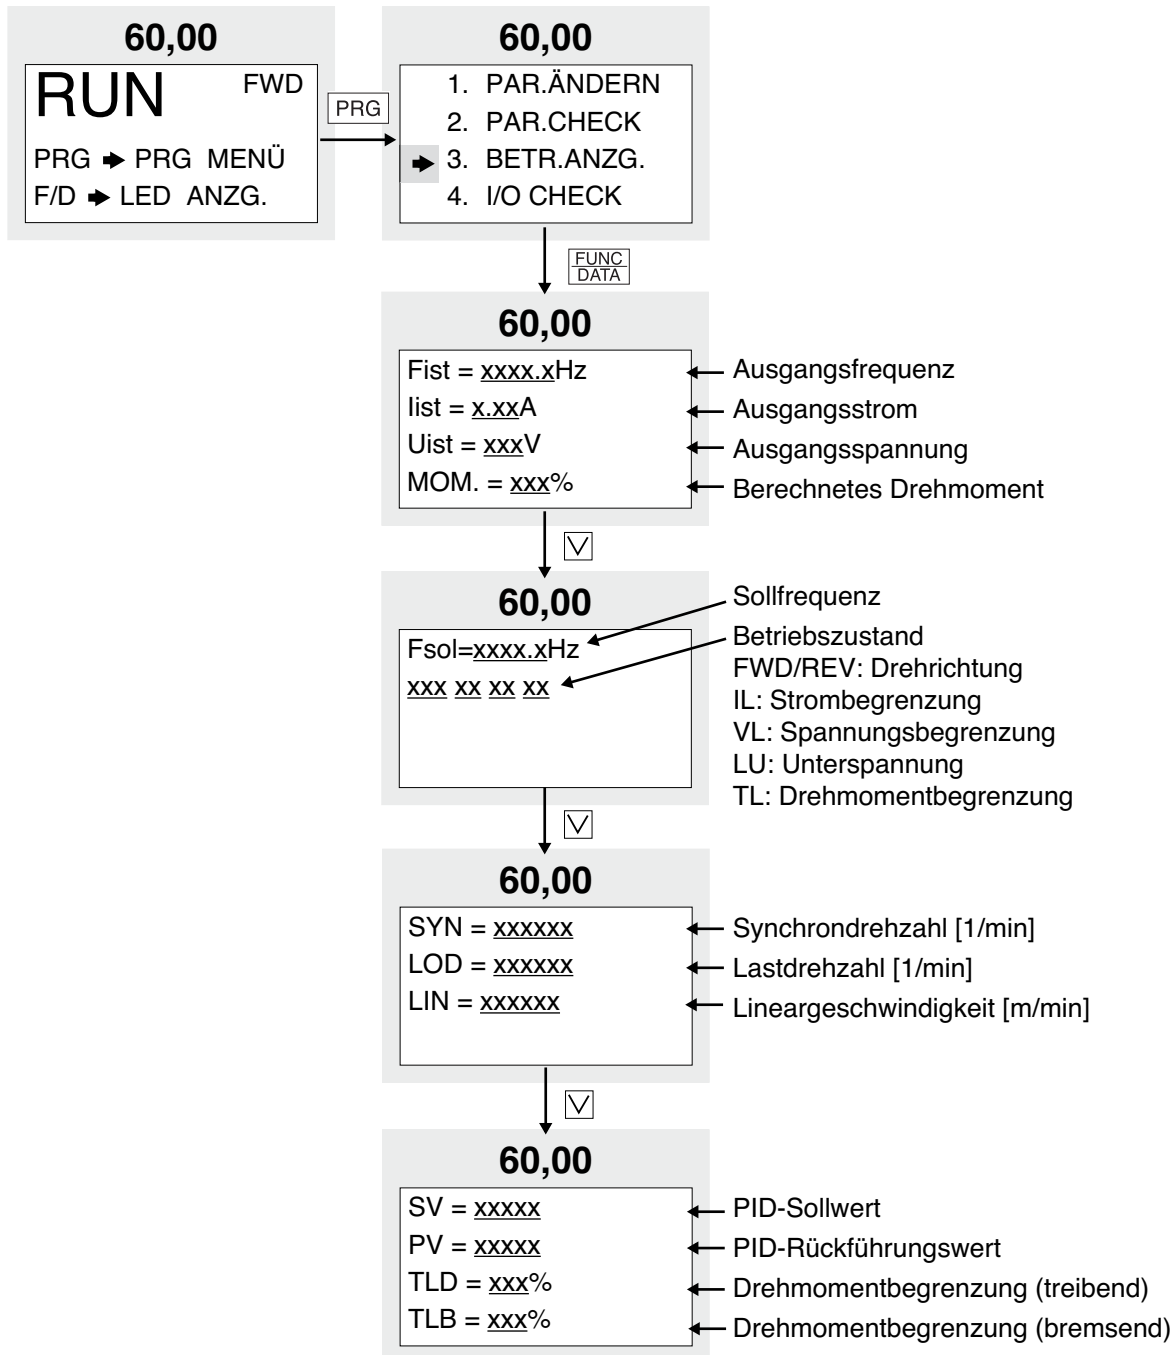 60,00
RUN FWD
PRG ➧ PRG MENÜ
F/D ➧ LED ANZG.
PRG
60,00
1. PAR.ÄNDERN
2. PAR.CHECK
➧ 3. BETR.ANZG.
4. I/O CHECK
FUNC
DATA
60,00
Fist = xxxx.xHz
Iist = x.xxA
Uist = xxxV
MOM. = xxx%
Ausgangsfrequenz
Ausgangsstrom
Ausgangsspannung
Berechnetes Drehmoment
60,00
Fsol=xxxx.xHz
xxx xx xx xx
Sollfrequenz
Betriebszustand
FWD/REV: Drehrichtung
IL: Strombegrenzung
VL: Spannungsbegrenzung
LU: Unterspannung
TL: Drehmomentbegrenzung
60,00
SYN = xxxxxx
LOD = xxxxxx
LIN = xxxxxx
Synchrondrehzahl [1/min]
Lastdrehzahl [1/min]
Lineargeschwindigkeit [m/min]
60,00
SV = xxxxx
PV = xxxxx
TLD = xxx%
TLB = xxx%
PID-Sollwert
PID-Rückführungswert
Drehmomentbegrenzung (treibend)
Drehmomentbegrenzung (bremsend)